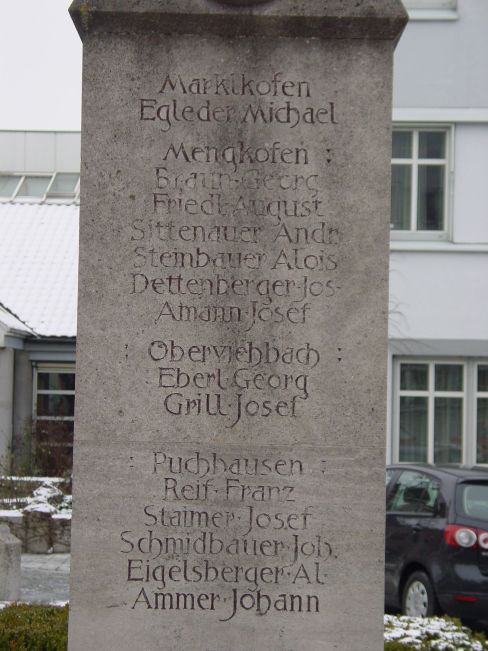 Marklkofen
Egleder·Michael
Mengkofen :
Braun·Georg
Friedl·August
Sittenauer·Andr.
Steinbauer·Alois
Dettenberger·Jos·
Amann·Josef
: Oberviehbach :
Eberl·Georg
Grill·Josef
: Puchhausen :
Reif·Franz
Staimer·Josef
Schmidbauer·Joh.
Eigelsberger·Al·
Ammer·Johann